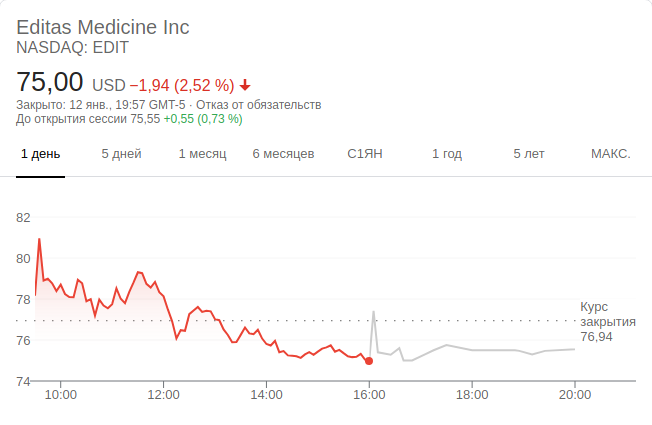 Editas Medicine Inc
NASDAQ: EDIT
75,00 USD −1,94 (2,52 %)
Закрыто: 12 янв., 19:57 GMT-5 · Отказ от обязательств
До открытия сессии 75,55 +0,55 (0,73 %)
1 день 5 дней 1 месяц 6 месяцев С1ЯН 1 год 5 лет МАКС.
82
80
78
76
74
Курс
закрытия
76,94
10:00 12:00 14:00 16:00 18:00 20:00